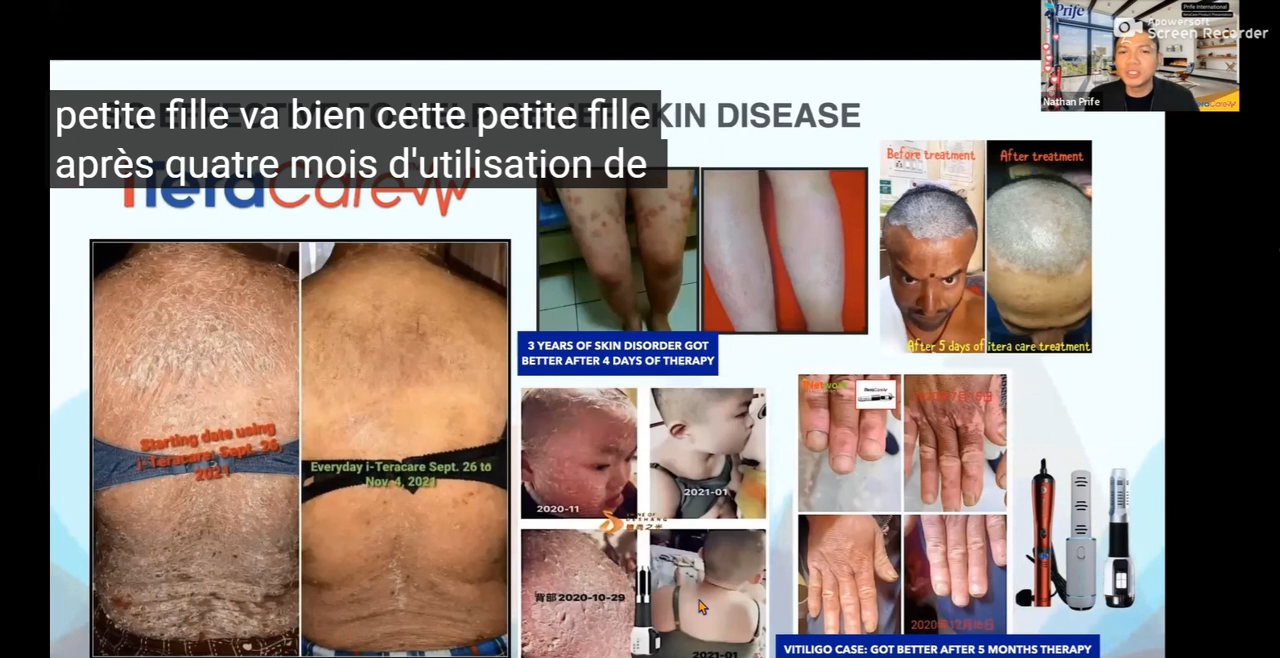 Prife
Prife International
Apowersoft
Screen Recorder
Nathan Prife
petite fille va bien cette petite fille
KIN DISEASE
après quatre mois d'utilisation de
iTeraCare
Before treatment
After treatment
After 5 days of itera care treatment
3 YEARS OF SKIN DISORDER GOT
BETTER AFTER 4 DAYS OF THERAPY
Starting date using
i-Teracare Sept. 26,
2021
Everyday i-Teracare Sept. 26 to
Nov. 4, 2021
2020-11
2021-01
背部2020-10-29
2021-01
2020年12月16日
VITILIGO CASE: GOT BETTER AFTER 5 MONTHS THERAPY